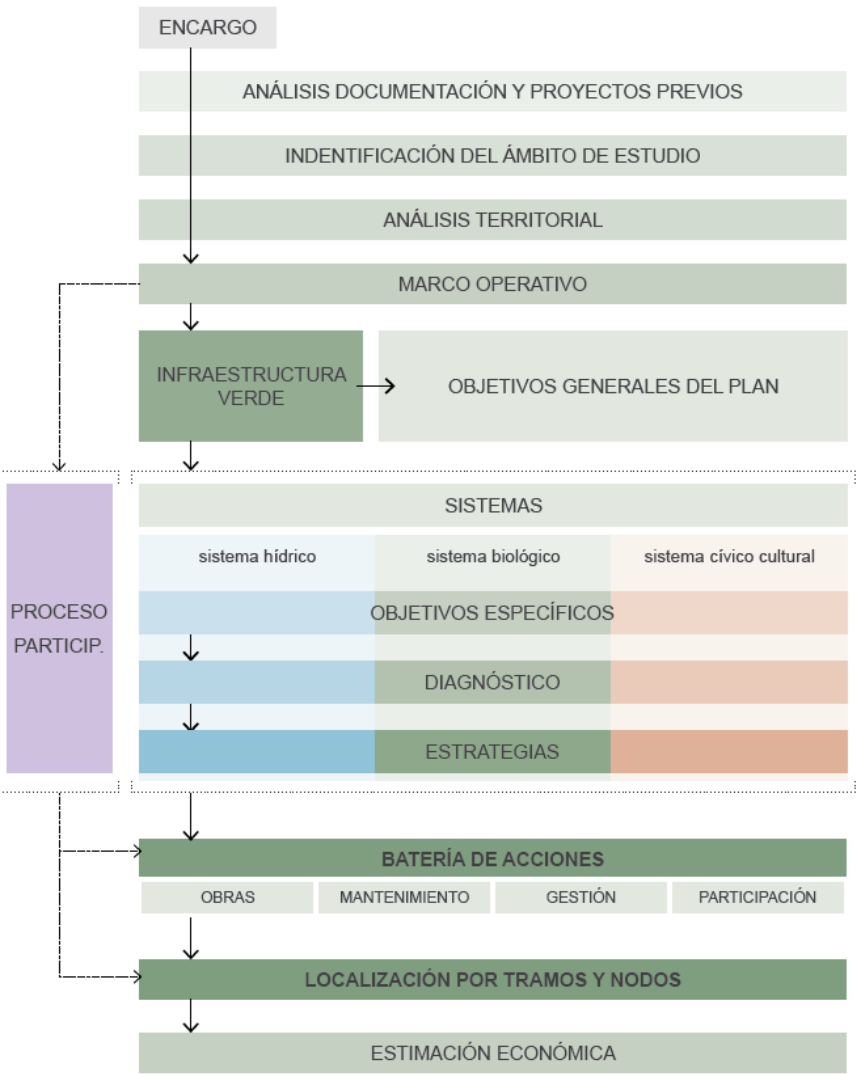 ENCARGO
ANÁLISIS DOCUMENTACIÓN Y PROYECTOS PREVIOS
INDENTIFICACIÓN DEL ÁMBITO DE ESTUDIO
ANÁLISIS TERRITORIAL
MARCO OPERATIVO
INFRAESTRUCTURA
VERDE
OBJETIVOS GENERALES DEL PLAN
PROCESO
PARTICIP.
SISTEMAS
sistema hídrico
sistema biológico
sistema cívico cultural
OBJETIVOS ESPECÍFICOS
DIAGNÓSTICO
ESTRATEGIAS
BATERÍA DE ACCIONES
OBRAS
MANTENIMIENTO
GESTIÓN
PARTICIPACIÓN
LOCALIZACIÓN POR TRAMOS Y NODOS
ESTIMACIÓN ECONÓMICA